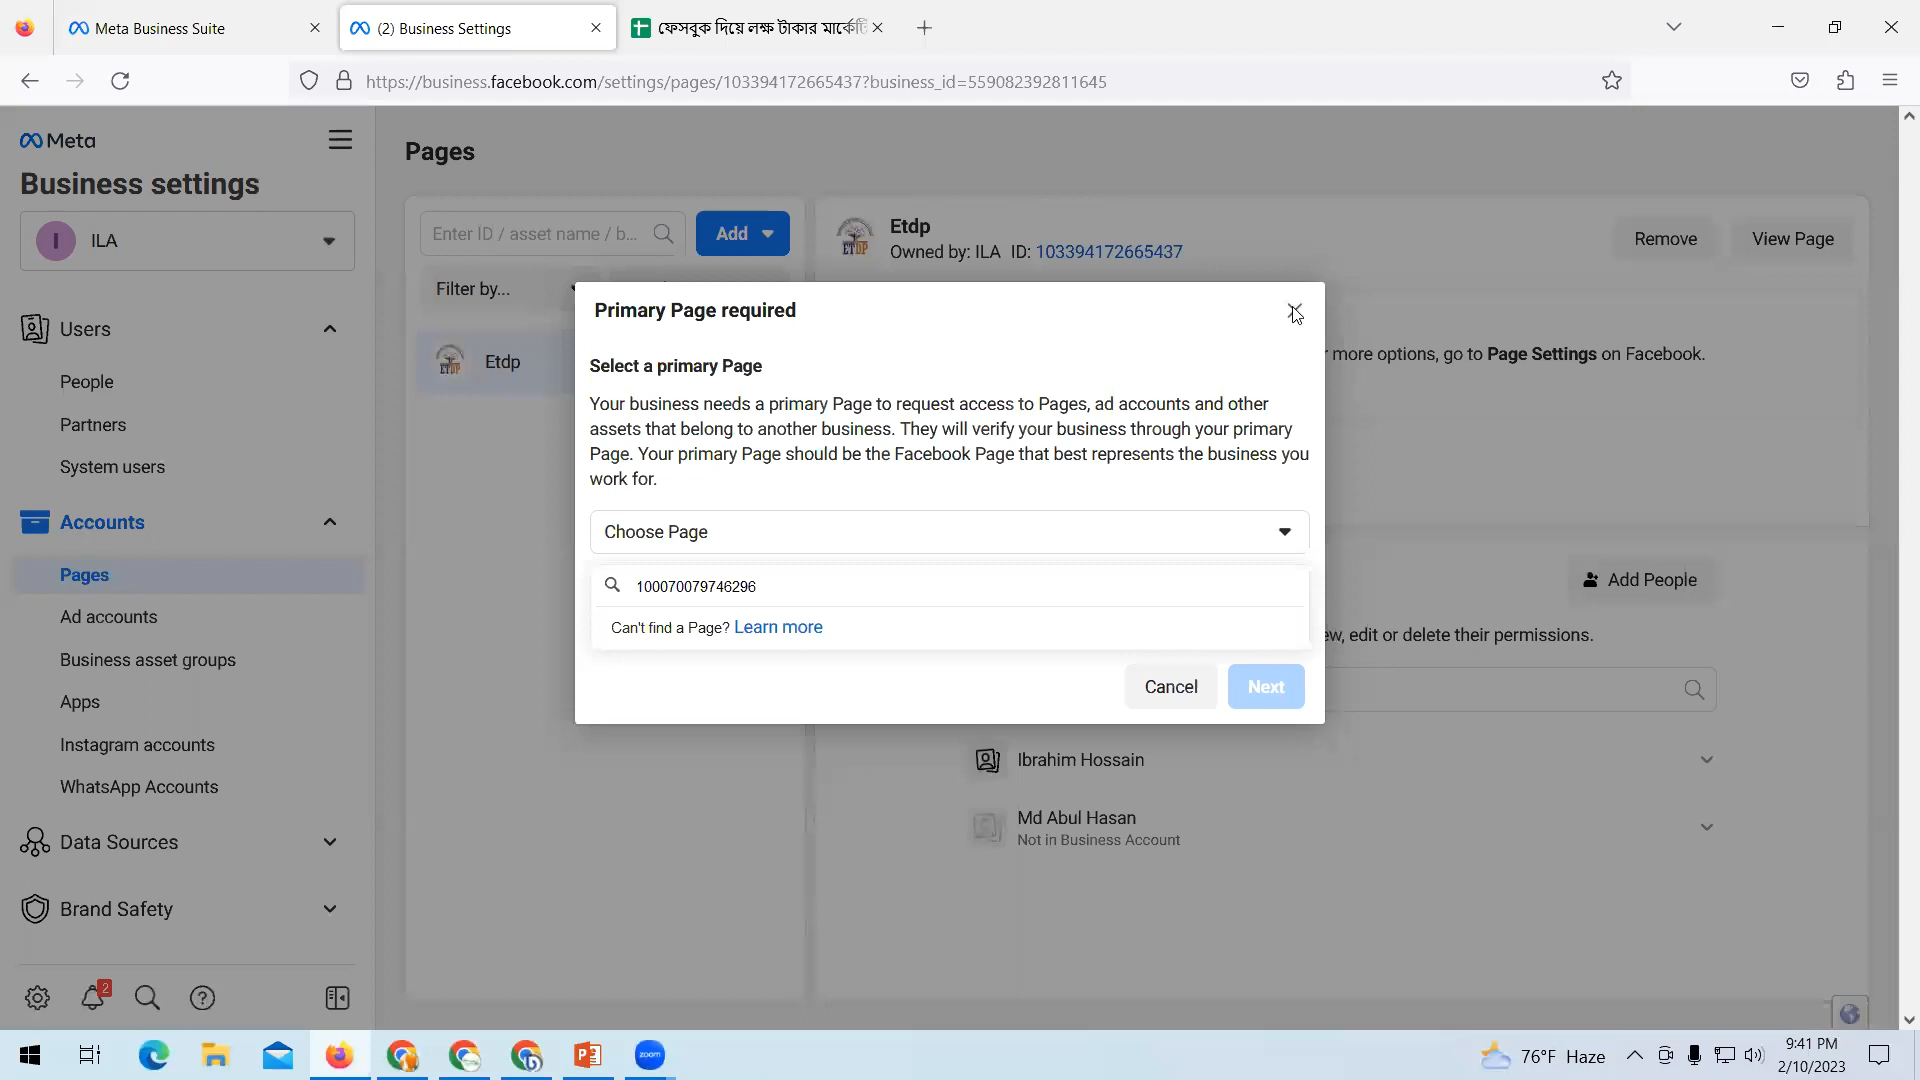 Meta Business Suite
(2) Business Settings
ফেসবুক দিয়ে লক্ষ টাকার মার্কেটি
https://business.facebook.com/settings/pages/103394172665437?business_id=559082392811645
Meta
Business settings
I
ILA
Users
People
Partners
System users
Accounts
Pages
Ad accounts
Business asset groups
Apps
Instagram accounts
WhatsApp Accounts
Data Sources
Brand Safety
2
Pages
Enter ID / asset name / b...
Add
Filter by...
Etdp
ETDP
Etdp
Owned by: ILA ID: 103394172665437
Remove
View Page
more options, go to Page Settings on Facebook.
Add People
ew, edit or delete their permissions.
Ibrahim Hossain
Md Abul Hasan
Not in Business Account
Primary Page required
Select a primary Page
Your business needs a primary Page to request access to Pages, ad accounts and other
assets that belong to another business. They will verify your business through your primary
Page. Your primary Page should be the Facebook Page that best represents the business you
work for.
Choose Page
100070079746296
Can't find a Page? Learn more
Cancel
Next
zoom
76°F Haze
9:41 PM
2/10/2023